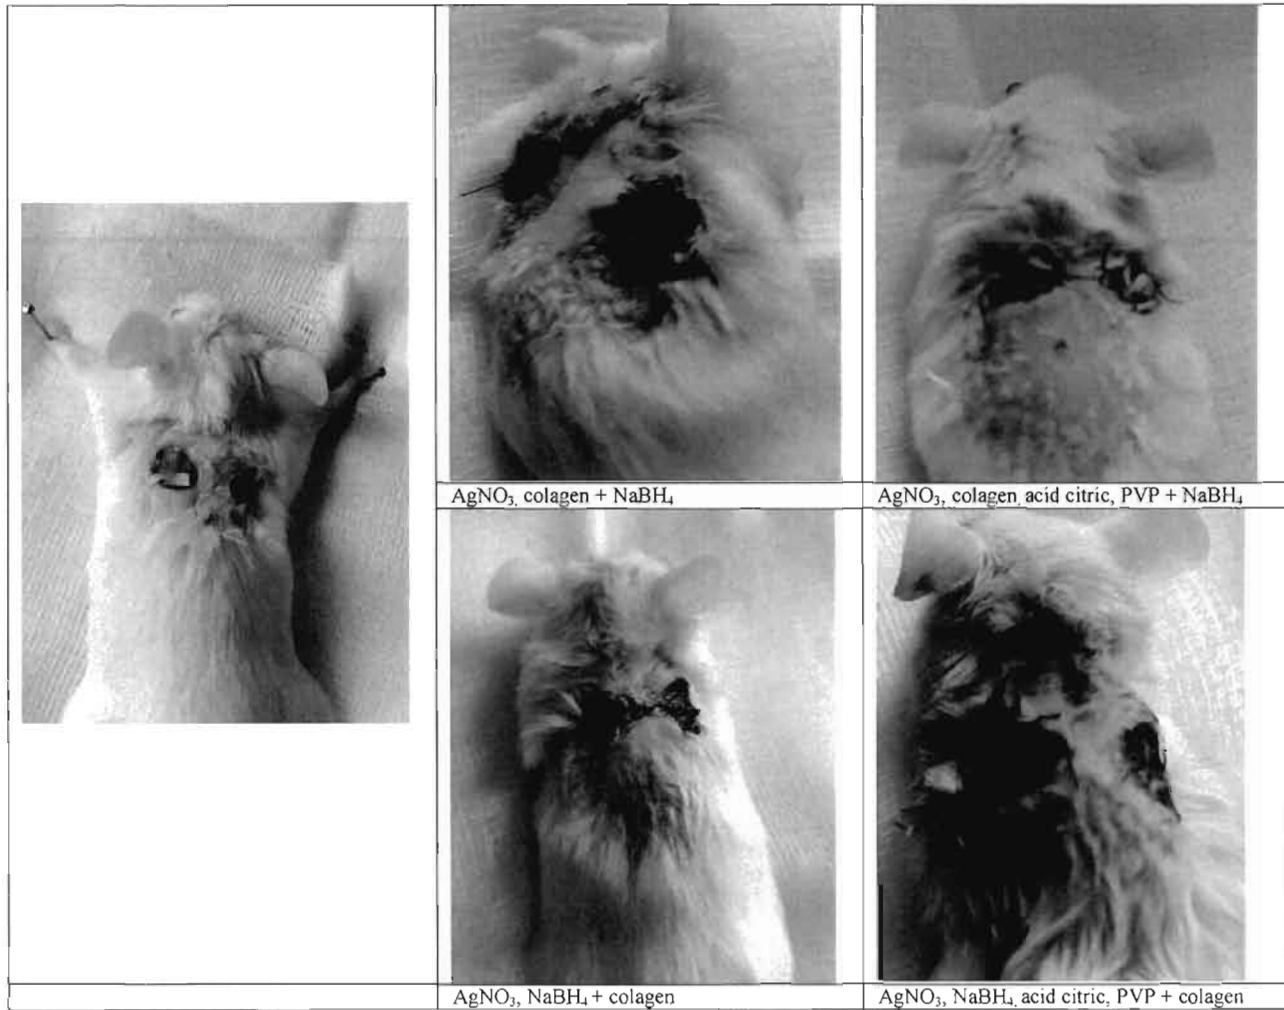 AgNO₃, colagen + NaBH₄
AgNO₃, colagen, acid citric, PVP + NaBH₄
AgNO₃, NaBH₄ + colagen
AgNO₃, NaBH₄, acid citric, PVP + colagen